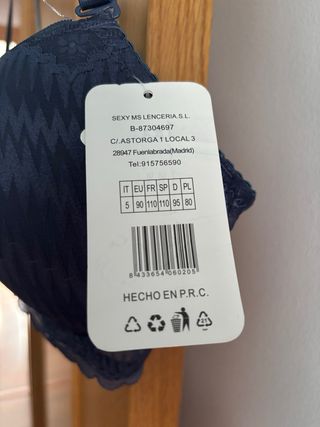 SEXY MS LENCERIA S.L.
B-87304697
C/.ASTORGA 1 LOCAL 3
28947 Fuenlabrada(Madrid)
Tel:915756590
IT EU FR SP D PL
5 90 110 110 95 80
8 433654 060205
HECHO EN P.R.C.
21